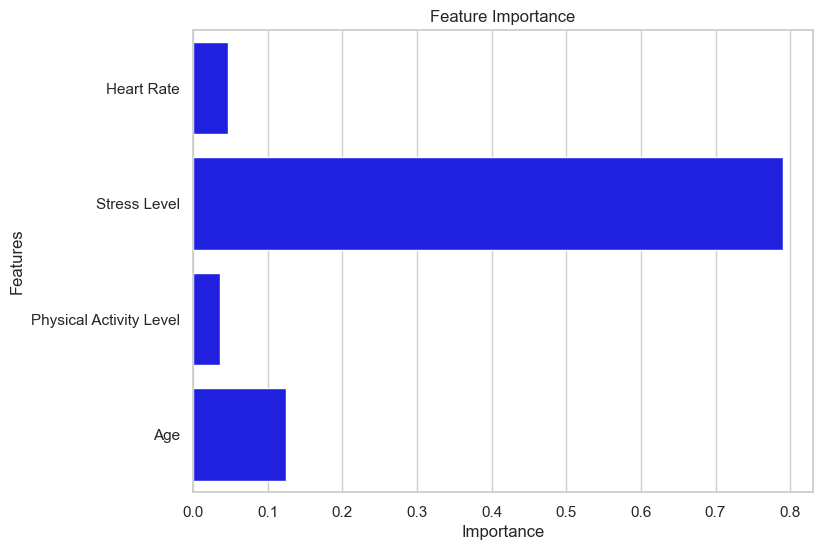 Feature Importance
Heart Rate
Stress Level
Physical Activity Level
Age
Features
0.0 0.1 0.2 0.3 0.4 0.5 0.6 0.7 0.8
Importance